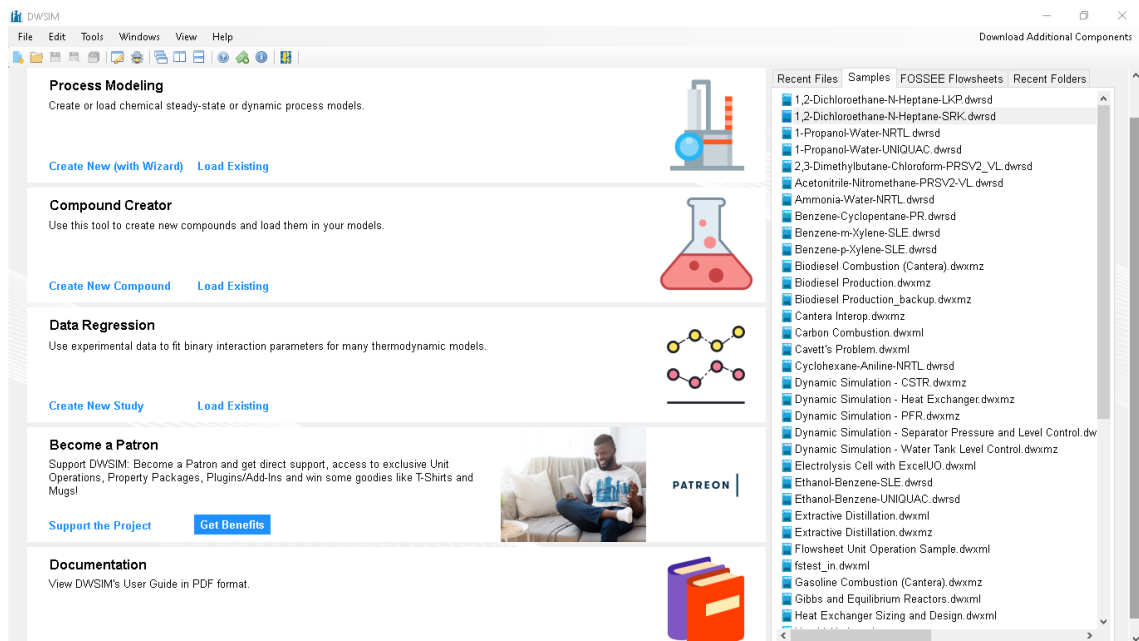 DWSIM
File Edit Tools Windows View Help
Download Additional Components
Process Modeling
Create or load chemical steady-state or dynamic process models.
Create New (with Wizard) Load Existing
Compound Creator
Use this tool to create new compounds and load them in your models.
Create New Compound Load Existing
Data Regression
Use experimental data to fit binary interaction parameters for many thermodynamic models.
Create New Study Load Existing
Become a Patron
Support DWSIM: Become a Patron and get direct support, access to exclusive Unit
Operations, Property Packages, Plugins/Add-Ins and win some goodies like T-Shirts and
Mugs!
PATREON
Support the Project Get Benefits
Documentation
View DWSIM's User Guide in PDF format.
Recent Files Samples FOSSEE Flowsheets Recent Folders
1,2-Dichloroethane-N-Heptane-LKP.dwrsd
1,2-Dichloroethane-N-Heptane-SRK.dwrsd
1-Propanol-Water-NRTL.dwrsd
1-Propanol-Water-UNIQUAC.dwrsd
2,3-Dimethylbutane-Chloroform-PRSV2_VL.dwrsd
Acetonitrile-Nitromethane-PRSV2-VL.dwrsd
Ammonia-Water-NRTL.dwrsd
Benzene-Cyclopentane-PR.dwrsd
Benzene-m-Xylene-SLE.dwrsd
Benzene-p-Xylene-SLE.dwrsd
Biodiesel Combustion (Cantera).dwxmz
Biodiesel Production.dwxmz
Biodiesel Production_backup.dwxmz
Cantera Interop.dwxmz
Carbon Combustion.dwxml
Cavett's Problem.dwxml
Cyclohexane-Aniline-NRTL.dwrsd
Dynamic Simulation - CSTR.dwxmz
Dynamic Simulation - Heat Exchanger.dwxmz
Dynamic Simulation - PFR.dwxmz
Dynamic Simulation - Separator Pressure and Level Control.dw
Dynamic Simulation - Water Tank Level Control.dwxmz
Electrolysis Cell with ExcelUO.dwxml
Ethanol-Benzene-SLE.dwrsd
Ethanol-Benzene-UNIQUAC.dwrsd
Extractive Distillation.dwxml
Extractive Distillation.dwxmz
Flowsheet Unit Operation Sample.dwxml
fstest_in.dwxml
Gasoline Combustion (Cantera).dwxmz
Gibbs and Equilibrium Reactors.dwxml
Heat Exchanger Sizing and Design.dwxml